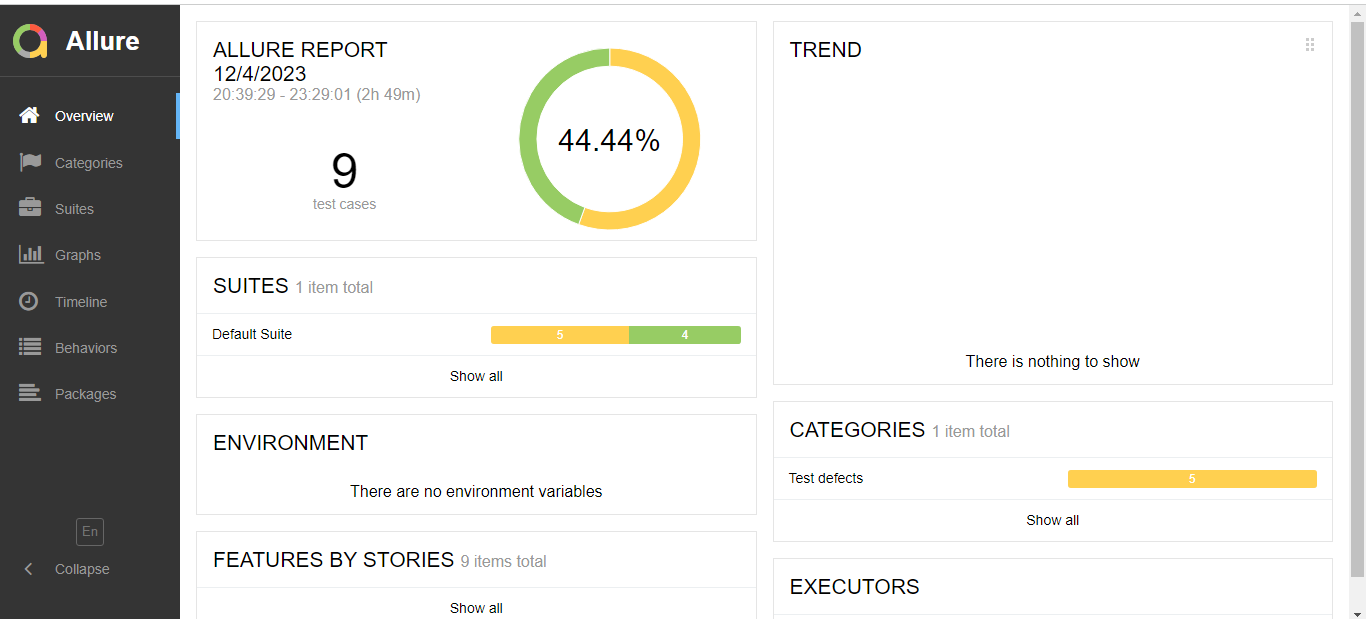 Allure
Overview
Categories
Suites
Graphs
Timeline
Behaviors
Packages
En
Collapse
ALLURE REPORT
12/4/2023
20:39:29 - 23:29:01 (2h 49m)
9
test cases
44.44%
SUITES 1 item total
Default Suite 5 4
Show all
ENVIRONMENT
There are no environment variables
FEATURES BY STORIES 9 items total
Show all
TREND
There is nothing to show
CATEGORIES 1 item total
Test defects 5
Show all
EXECUTORS